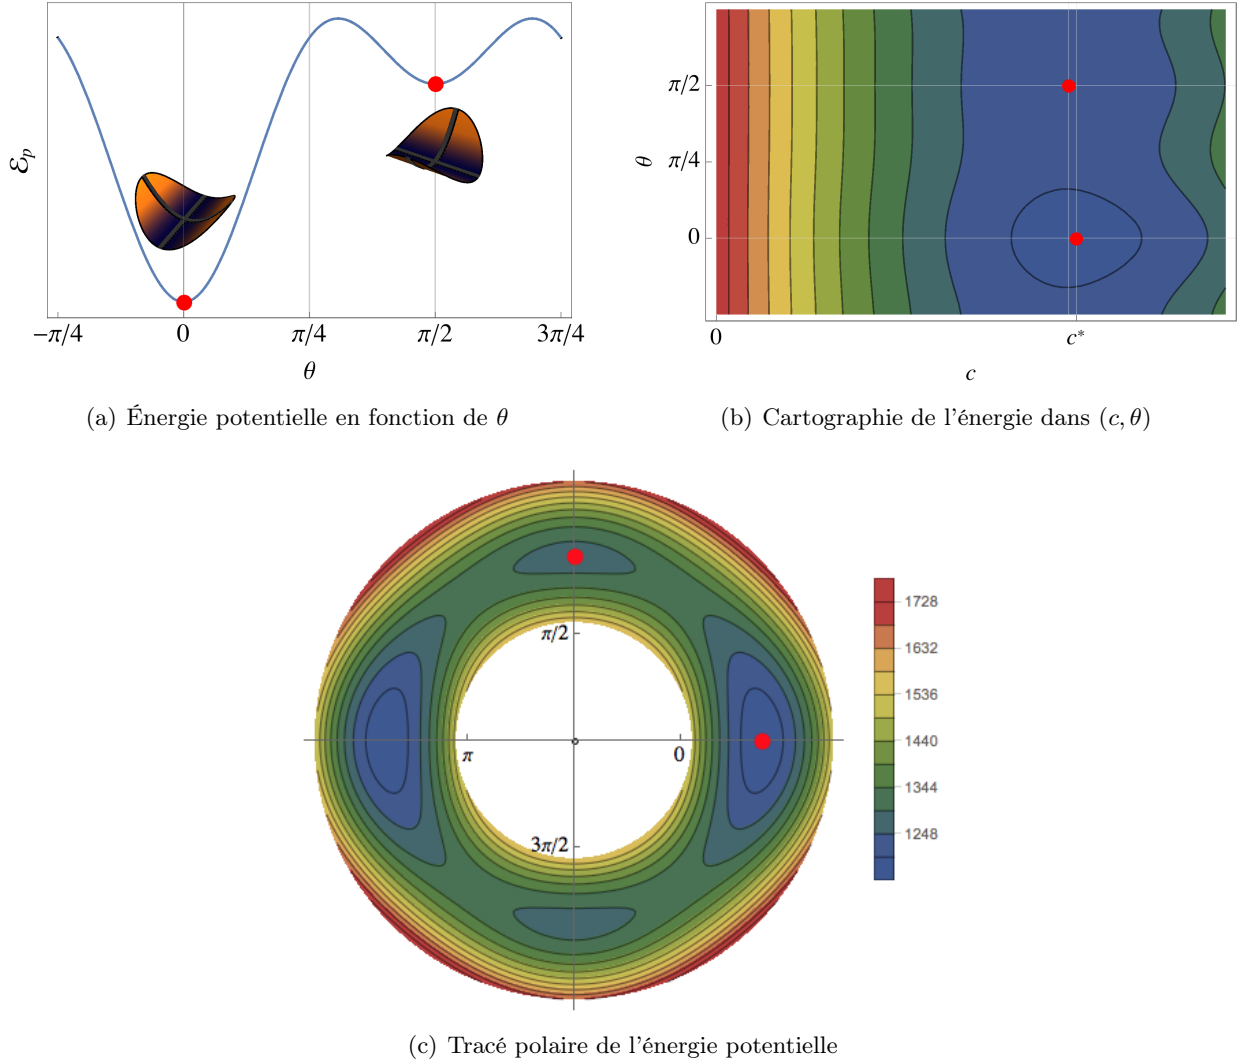 ℰp
−π/4 0 π/4 π/2 3π/4
θ
(a) Énergie potentielle en fonction de θ
θ
π/2
π/4
0
0 c*
c
(b) Cartographie de l'énergie dans (c, θ)
π/2
π 0
3π/2
1728
1632
1536
1440
1344
1248
(c) Tracé polaire de l'énergie potentielle